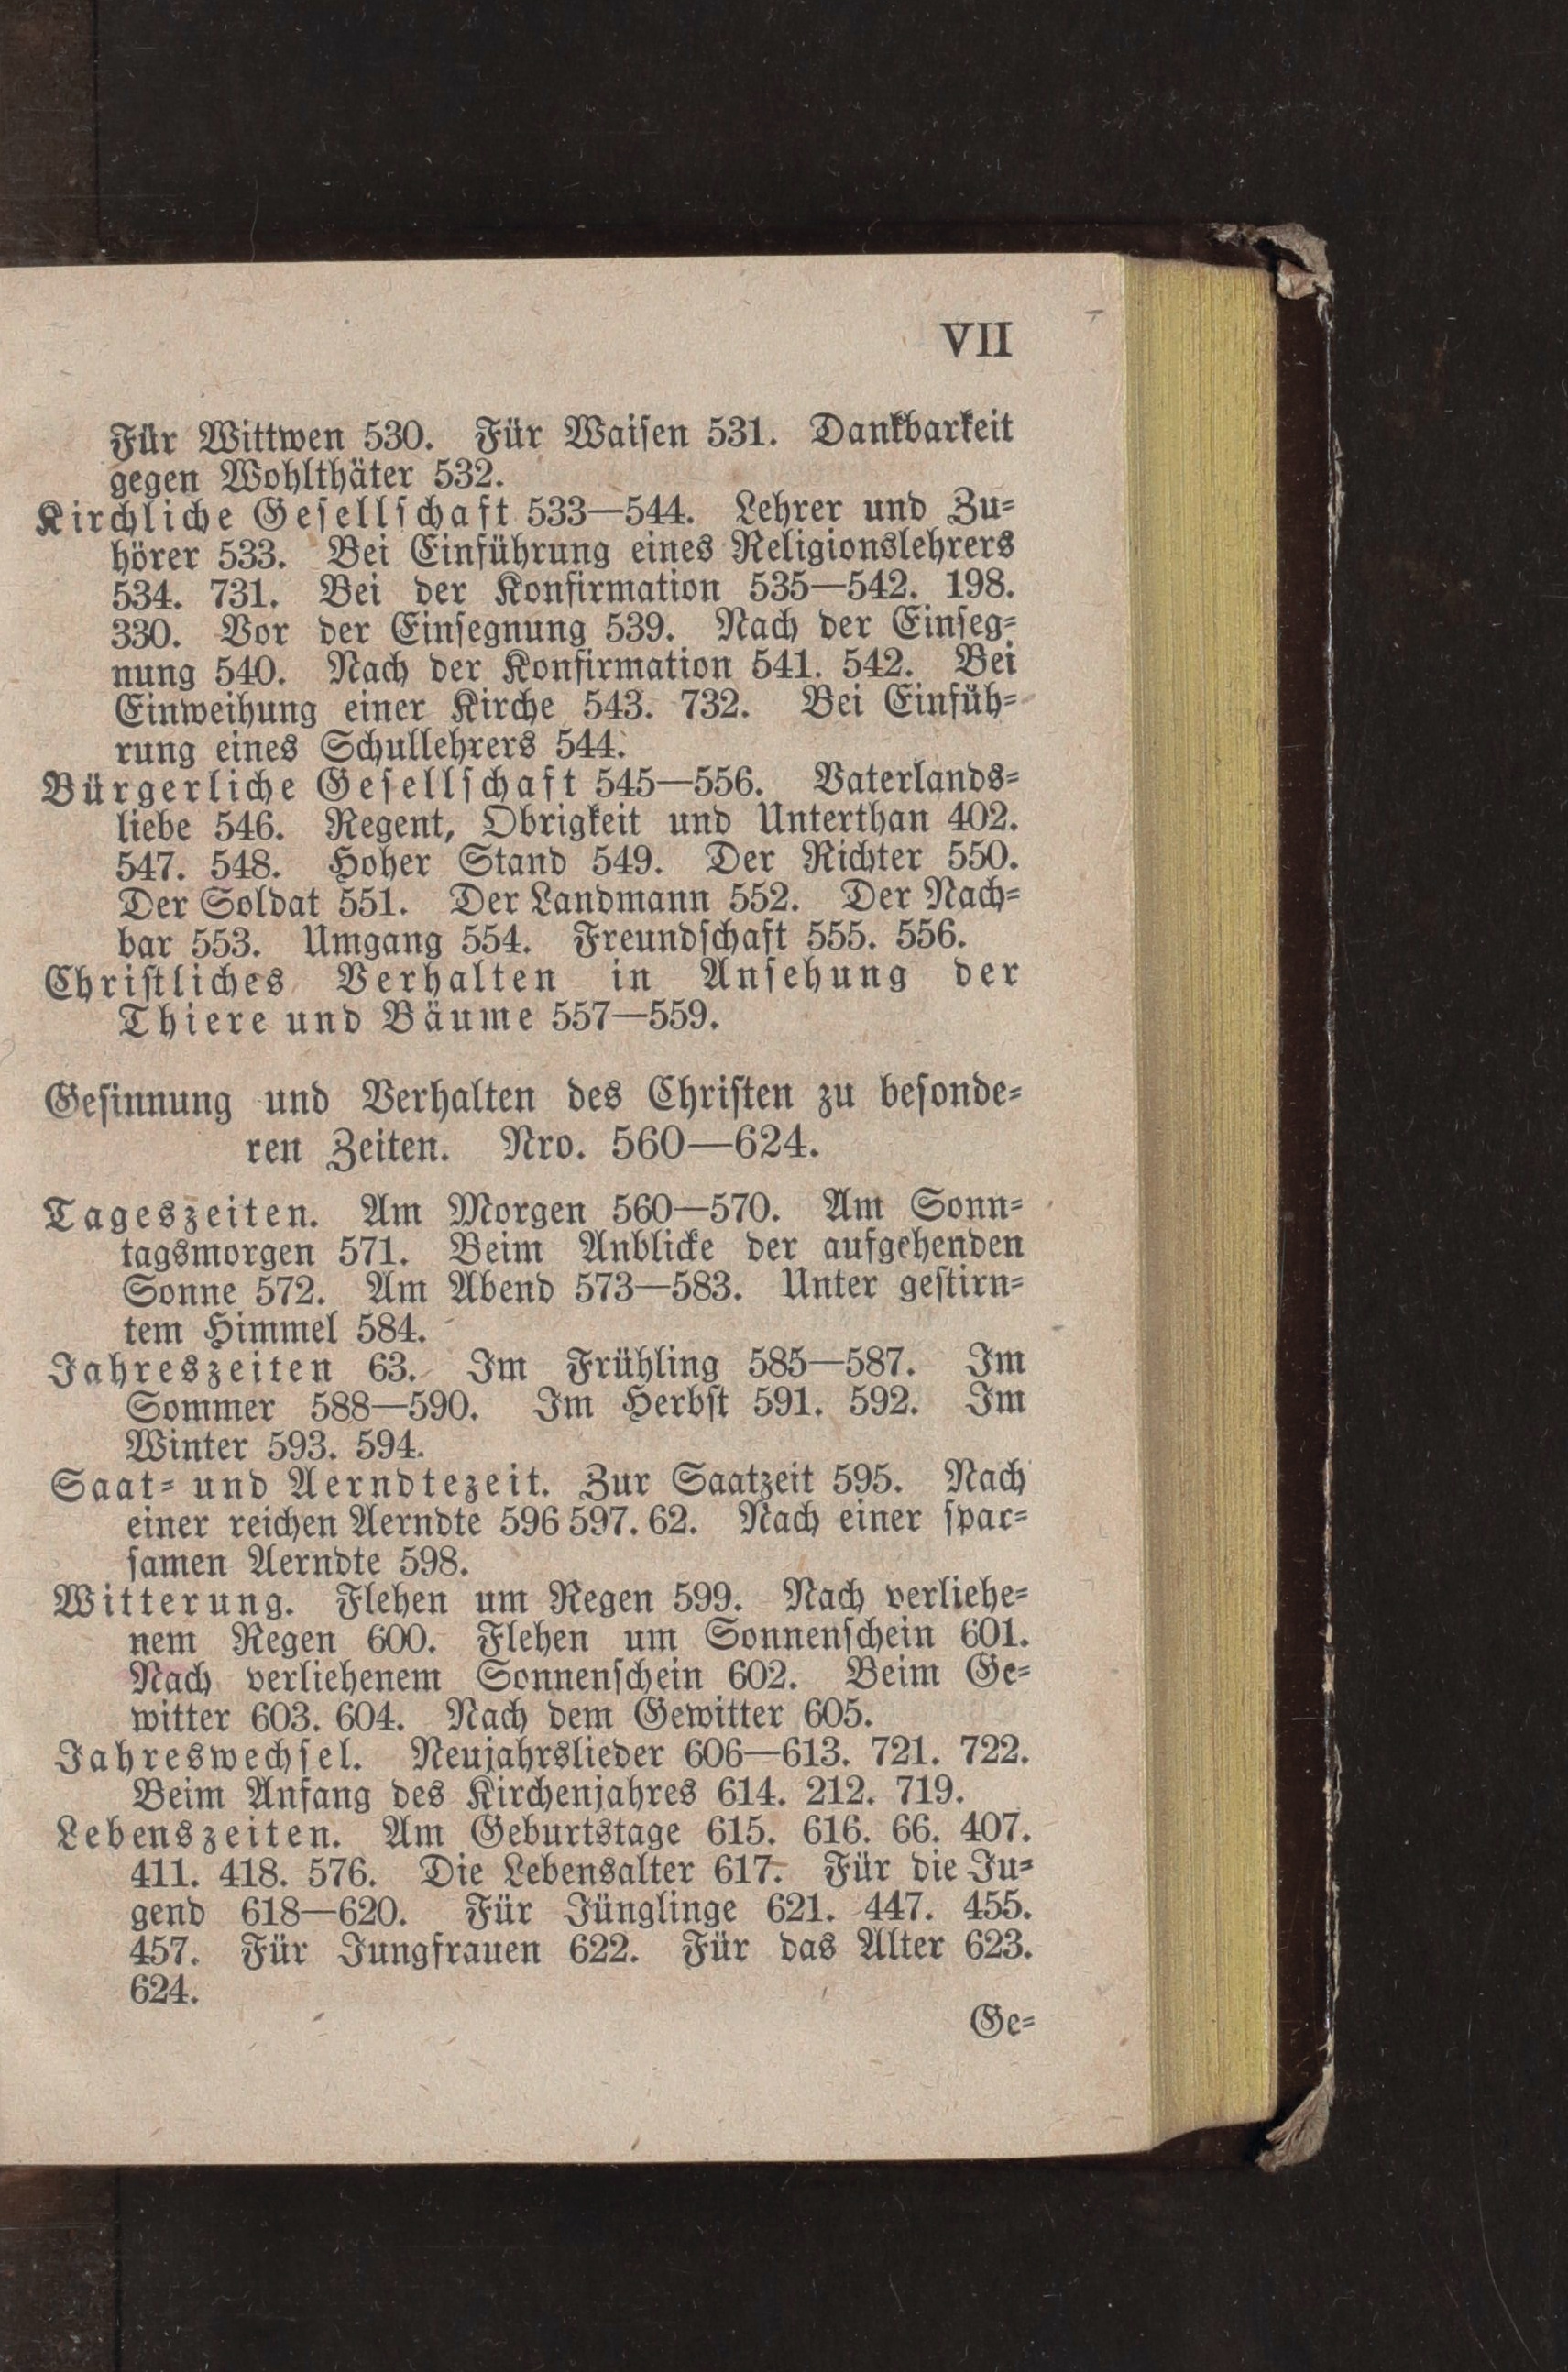 VII
Für Wittwen 530. Für Waisen 531. Dankbarkeit
gegen Wohlthäter 532.
Kirchliche Gesellschaft 533—544. Lehrer und Zu-
hörer 533. Bei Einführung eines Religionslehrers
534. 731. Bei der Konfirmation 535—542. 198.
330. Vor der Einsegnung 539. Nach der Einseg-
nung 540. Nach der Konfirmation 541. 542. Bei
Einweihung einer Kirche 543. 732. Bei Einfüh-
rung eines Schullehrers 544.
Bürgerliche Gesellschaft 545—556. Vaterlands-
liebe 546. Regent, Obrigkeit und Unterthan 402.
547. 548. Hoher Stand 549. Der Richter 550.
Der Soldat 551. Der Landmann 552. Der Nach-
bar 553. Umgang 554. Freundschaft 555. 556.
Christliches Verhalten in Ansehung der
Thiere und Bäume 557—559.
Gesinnung und Verhalten des Christen zu besonde-
ren Zeiten. Nro. 560—624.
Tageszeiten. Am Morgen 560—570. Am Sonn-
tagsmorgen 571. Beim Anblicke der aufgehenden
Sonne 572. Am Abend 573—583. Unter gestirn-
tem Himmel 584.
Jahreszeiten 63. Im Frühling 585—587. Im
Sommer 588—590. Im Herbst 591. 592. Im
Winter 593. 594.
Saat- und Aerndtezeit. Zur Saatzeit 595. Nach
einer reichen Aerndte 596 597. 62. Nach einer spar-
samen Aerndte 598.
Witterung. Flehen um Regen 599. Nach verliehe-
nem Regen 600. Flehen um Sonnenschein 601.
Nach verliehenem Sonnenschein 602. Beim Ge-
witter 603. 604. Nach dem Gewitter 605.
Jahreswechsel. Neujahrslieder 606—613. 721. 722.
Beim Anfang des Kirchenjahres 614. 212. 719.
Lebenszeiten. Am Geburtstage 615. 616. 66. 407.
411. 418. 576. Die Lebensalter 617. Für die Ju-
gend 618—620. Für Jünglinge 621. 447. 455.
457. Für Jungfrauen 622. Für das Alter 623.
624.
Ge-